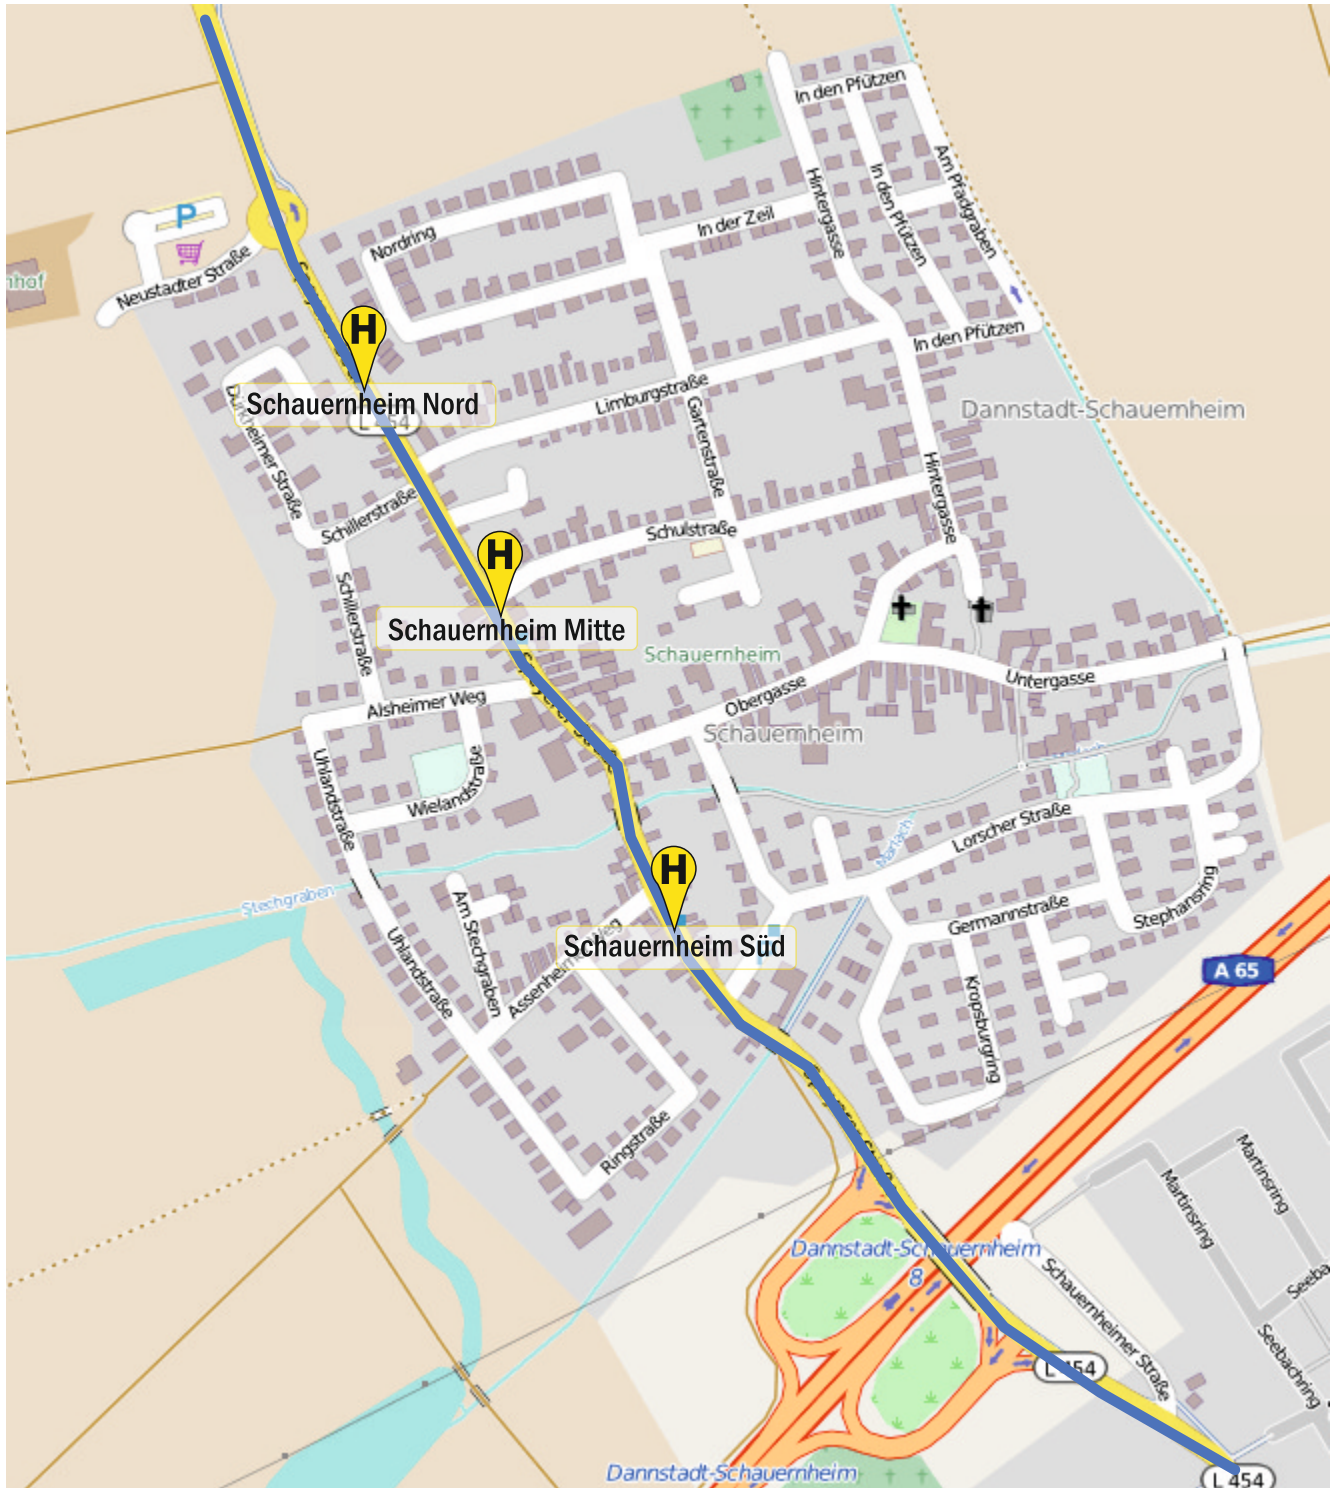 In den Pfützen
Am Pfadgraben
In den Pfützen
Hintergasse
P
In der Zeil
Nordring
Neustadter Straße
nhof
H
In den Pfützen
Schauernheim Nord
Limburgstraße
Gartenstraße
Dannstadt-Schauernheim
Hintergasse
Schillerstraße
Schulstraße
H
Schillerstraße
Schauernheim Mitte
Schauernheim
Untergasse
Obergasse
Alsheimer Weg
Schauernheim
Uhlandstraße
Wielandstraße
Lorscher Straße
Marlach
H
Stechgraben
Stephansring
Germannstraße
Am Stechgraben
Uhlandstraße
Schauernheim Süd
A 65
Kropsburgring
Ringstraße
Martinsring
Martinsring
Dannstadt-Schauernheim
8
Schauernheimer Straße
Seebachring
L 454
Dannstadt-Schauernheim
L 454